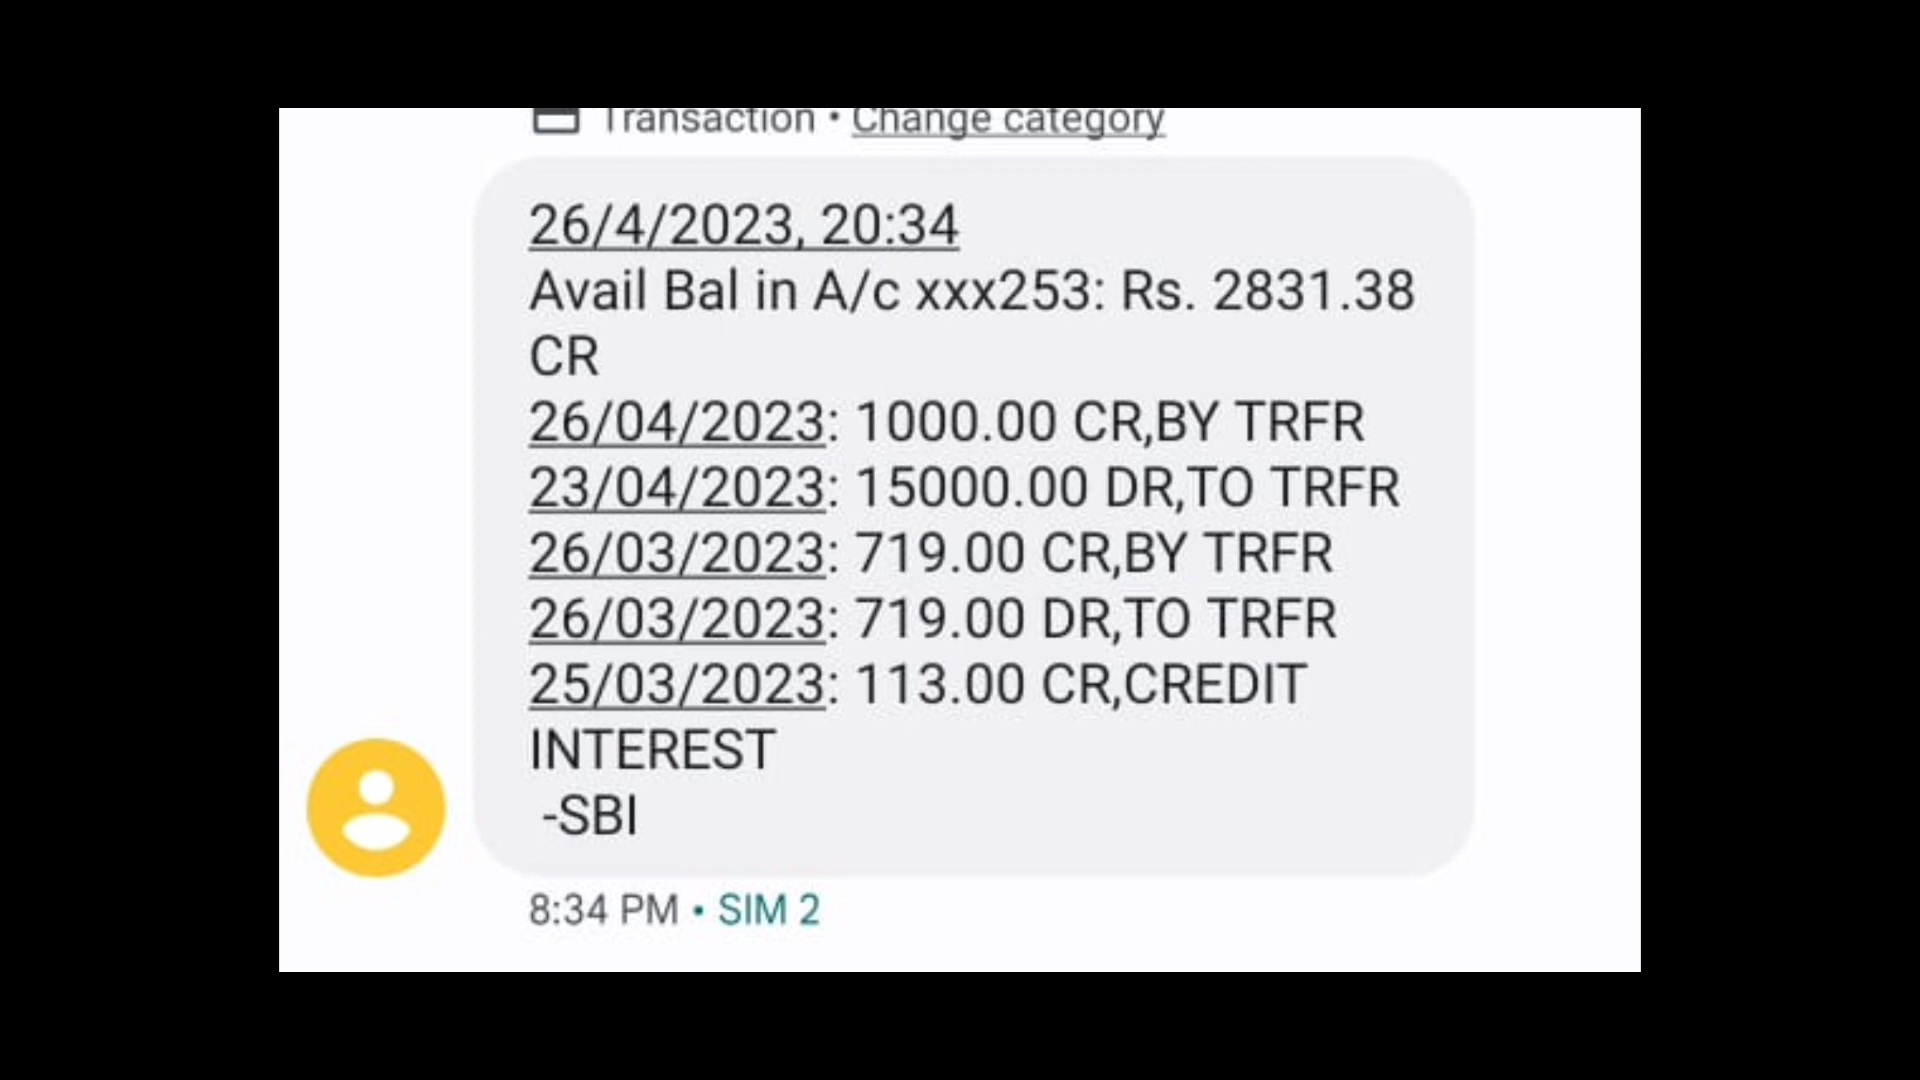 Transaction • Change category
26/4/2023, 20:34
Avail Bal in A/c xxx253: Rs. 2831.38
CR
26/04/2023: 1000.00 CR,BY TRFR
23/04/2023: 15000.00 DR,TO TRFR
26/03/2023: 719.00 CR,BY TRFR
26/03/2023: 719.00 DR,TO TRFR
25/03/2023: 113.00 CR,CREDIT
INTEREST
-SBI
8:34 PM • SIM 2